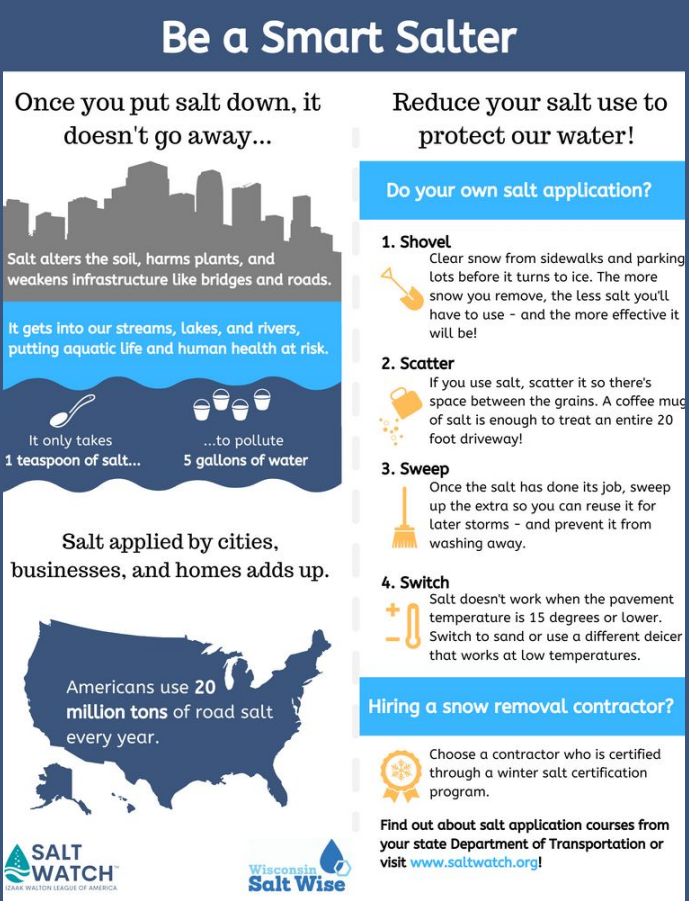 Be a Smart Salter
Once you put salt down, it
doesn't go away...
Salt alters the soil, harms plants, and
weakens infrastructure like bridges and roads.
It gets into our streams, lakes, and rivers,
putting aquatic life and human health at risk.
It only takes
1 teaspoon of salt...
...to pollute
5 gallons of water
Salt applied by cities,
businesses, and homes adds up.
Americans use 20
million tons of road salt
every year.
SALT
WATCH™
IZAAK WALTON LEAGUE OF AMERICA
Wisconsin
Salt Wise
Reduce your salt use to
protect our water!
Do your own salt application?
1. Shovel
Clear snow from sidewalks and parking
lots before it turns to ice. The more
snow you remove, the less salt you'll
have to use - and the more effective it
will be!
2. Scatter
If you use salt, scatter it so there's
space between the grains. A coffee mug
of salt is enough to treat an entire 20
foot driveway!
3. Sweep
Once the salt has done its job, sweep
up the extra so you can reuse it for
later storms - and prevent it from
washing away.
4. Switch
Salt doesn't work when the pavement
temperature is 15 degrees or lower.
Switch to sand or use a different deicer
that works at low temperatures.
Hiring a snow removal contractor?
Choose a contractor who is certified
through a winter salt certification
program.
Find out about salt application courses from
your state Department of Transportation or
visit www.saltwatch.org!